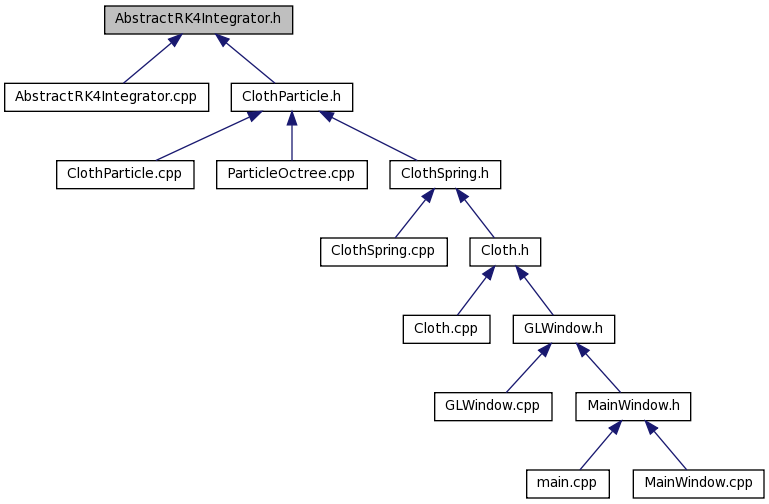 AbstractRK4Integrator.h
AbstractRK4Integrator.cpp
ClothParticle.h
ClothParticle.cpp
ParticleOctree.cpp
ClothSpring.h
ClothSpring.cpp
Cloth.h
Cloth.cpp
GLWindow.h
GLWindow.cpp
MainWindow.h
main.cpp
MainWindow.cpp